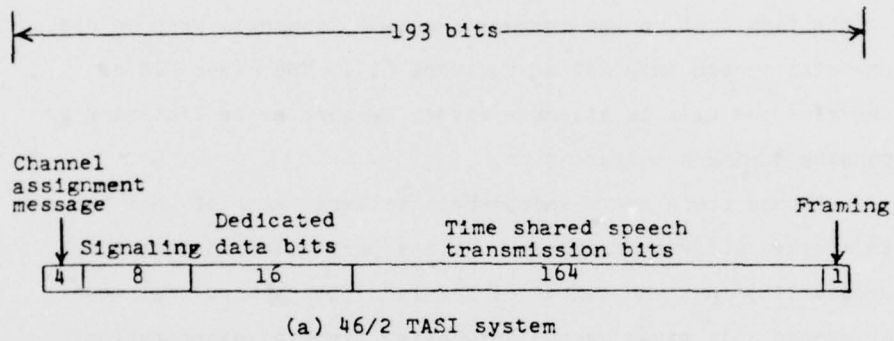 193 bits
Channel
assignment
message
Signaling
Dedicated
data bits
Time shared speech
transmission bits
Framing
4 8 16 164 1
(a) 46/2 TASI system